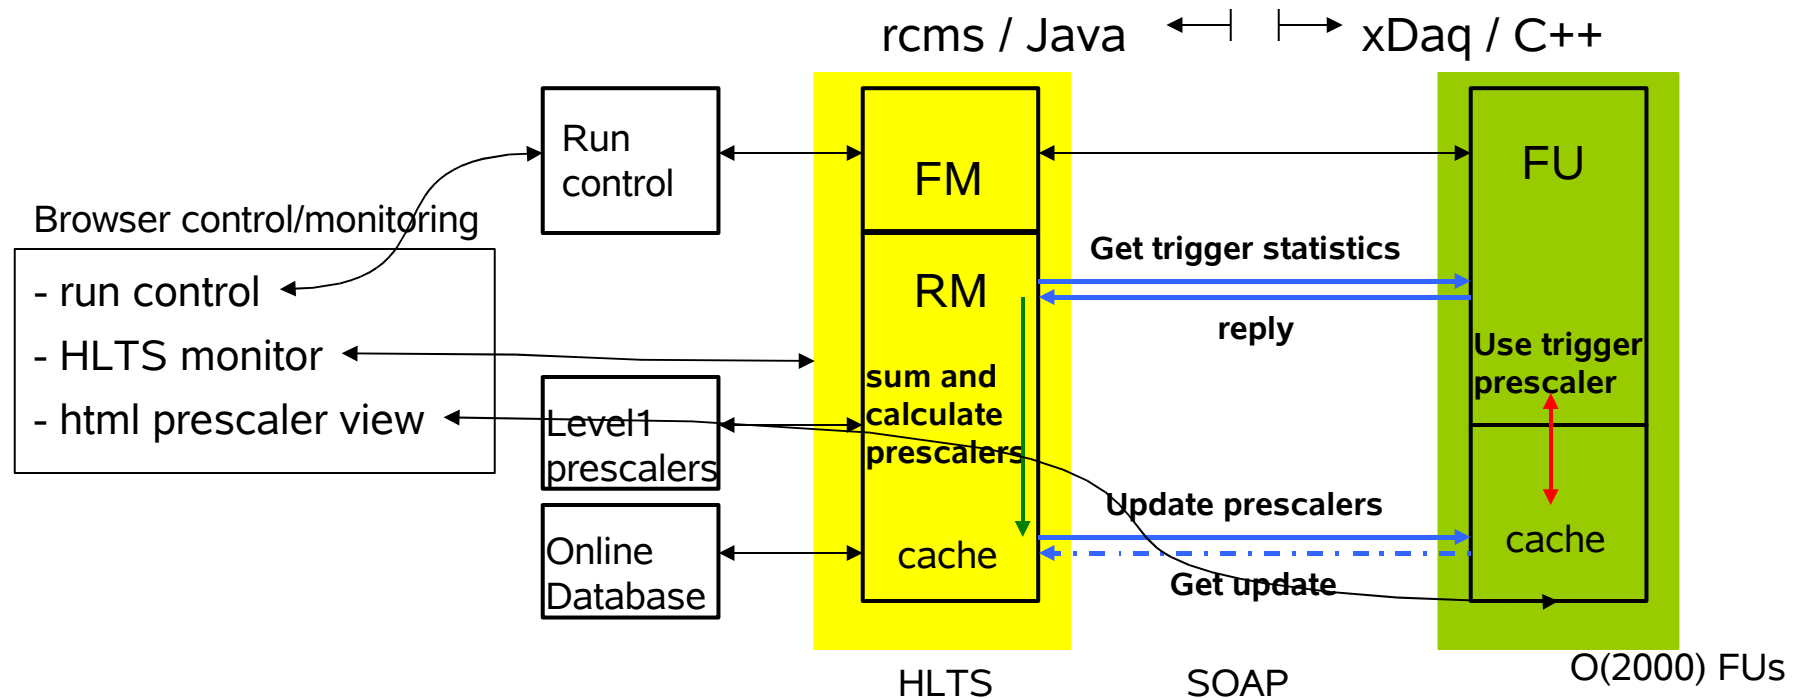 rcms / Java
xDaq / C++
Run
control
FM
FU
Browser control/monitoring
- run control
- HLTS monitor
- html prescaler view
RM
Get trigger statistics
reply
Use trigger
prescaler
sum and
calculate
prescalers
Level1
prescalers
Update prescalers
Online
Database
cache
cache
Get update
HLTS
SOAP
O(2000) FUs